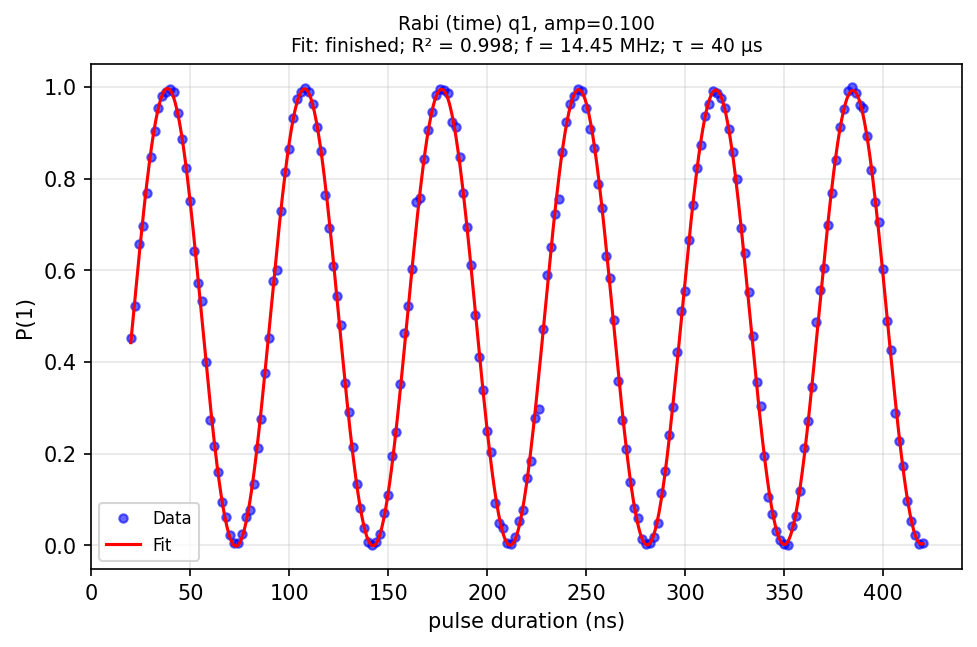 Rabi (time) q1, amp=0.100
Fit: finished; R² = 0.998; f = 14.45 MHz; τ = 40 µs
P(1)
1.0
0.8
0.6
0.4
0.2
0.0
Data
Fit
0 50 100 150 200 250 300 350 400
pulse duration (ns)